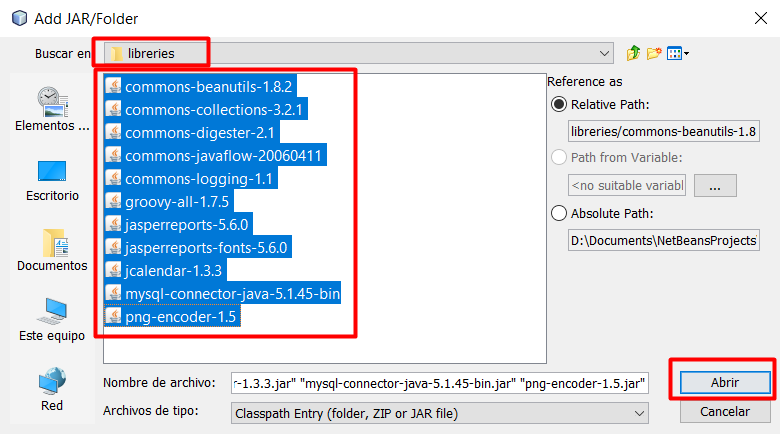 Add JAR/Folder
Buscar en
libreries
Elementos ...
Escritorio
Documentos
Este equipo
Red
commons-beanutils-1.8.2
commons-collections-3.2.1
commons-digester-2.1
commons-javaflow-20060411
commons-logging-1.1
groovy-all-1.7.5
jasperreports-5.6.0
jasperreports-fonts-5.6.0
jcalendar-1.3.3
mysql-connector-java-5.1.45-bin
png-encoder-1.5
Reference as
Relative Path:
libreries/commons-beanutils-1.8
Path from Variable:
<no suitable variabl
...
Absolute Path:
D:\Documents\NetBeansProjects
Nombre de archivo:
r-1.3.3.jar" "mysql-connector-java-5.1.45-bin.jar" "png-encoder-1.5.jar"
Abrir
Archivos de tipo:
Classpath Entry (folder, ZIP or JAR file)
Cancelar